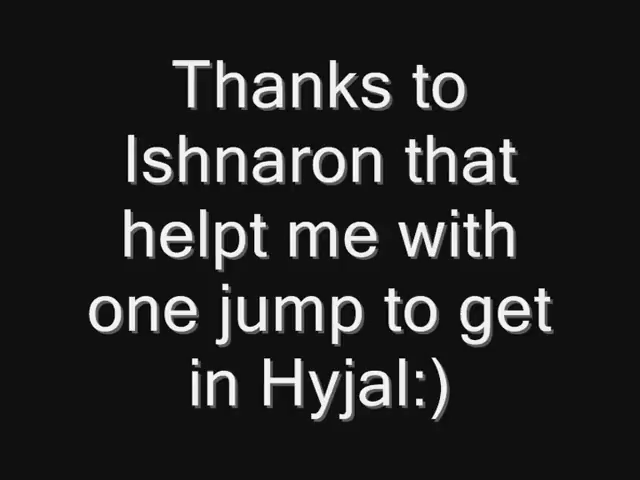 Thanks to
Ishnaron that
helpt me with
one jump to get
in Hyjal:)